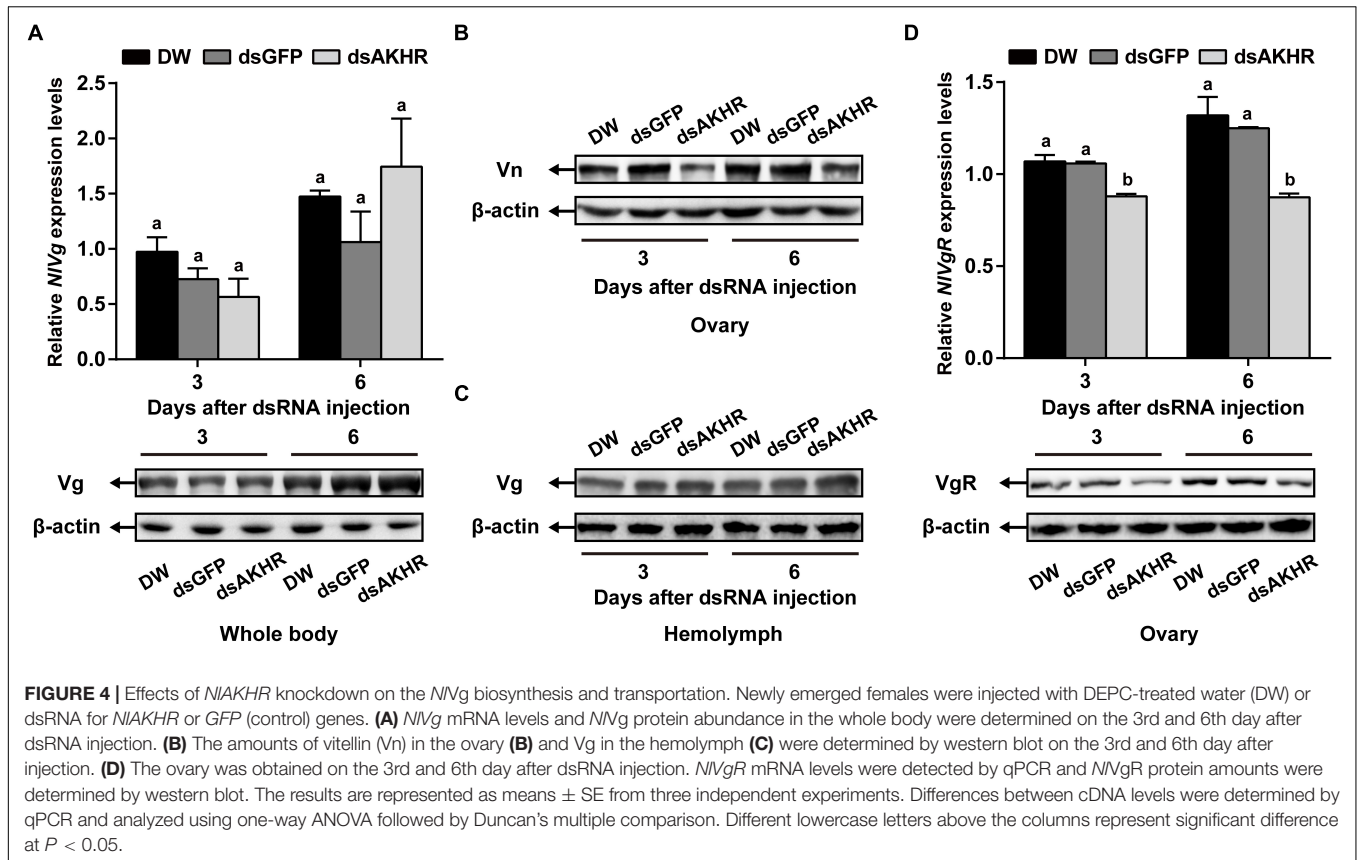 A
DW dsGFP dsAKHR
Relative NlVg expression levels
2.5
2.0
1.5
1.0
0.5
0.0
a a a a a a
3 6
Days after dsRNA injection
3 6
Vg
β-actin
DW dsGFP dsAKHR DW dsGFP dsAKHR
Whole body
B
DW dsGFP dsAKHR DW dsGFP dsAKHR
Vn
β-actin
3 6
Days after dsRNA injection
Ovary
C
DW dsGFP dsAKHR DW dsGFP dsAKHR
Vg
β-actin
3 6
Days after dsRNA injection
Hemolymph
D
DW dsGFP dsAKHR
Relative NlVgR expression levels
1.5
1.0
0.5
0.0
a a b a a b
3 6
Days after dsRNA injection
3 6
VgR
β-actin
DW dsGFP dsAKHR DW dsGFP dsAKHR
Ovary
FIGURE 4 | Effects of NlAKHR knockdown on the NlVg biosynthesis and transportation. Newly emerged females were injected with DEPC-treated water (DW) or
dsRNA for NlAKHR or GFP (control) genes. (A) NlVg mRNA levels and NlVg protein abundance in the whole body were determined on the 3rd and 6th day after
dsRNA injection. (B) The amounts of vitellin (Vn) in the ovary (B) and Vg in the hemolymph (C) were determined by western blot on the 3rd and 6th day after
injection. (D) The ovary was obtained on the 3rd and 6th day after dsRNA injection. NlVgR mRNA levels were detected by qPCR and NlVgR protein amounts were
determined by western blot. The results are represented as means ± SE from three independent experiments. Differences between cDNA levels were determined by
qPCR and analyzed using one-way ANOVA followed by Duncan's multiple comparison. Different lowercase letters above the columns represent significant difference
at P < 0.05.